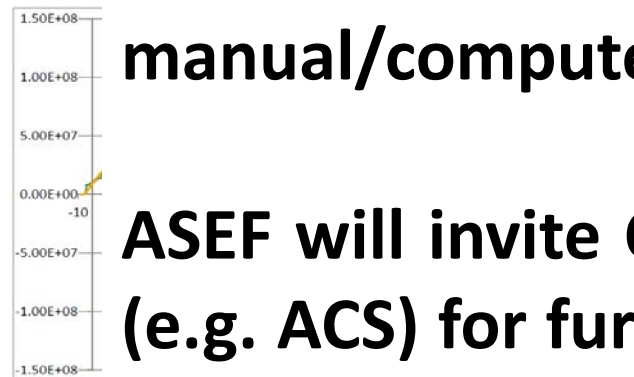 1.50E+08
1.00E+08
5.00E+07
0.00E+00
-10
-5.00E+07
-1.00E+08
-1.50E+08
manual/compute
ASEF will invite
(e.g. ACS) for fur